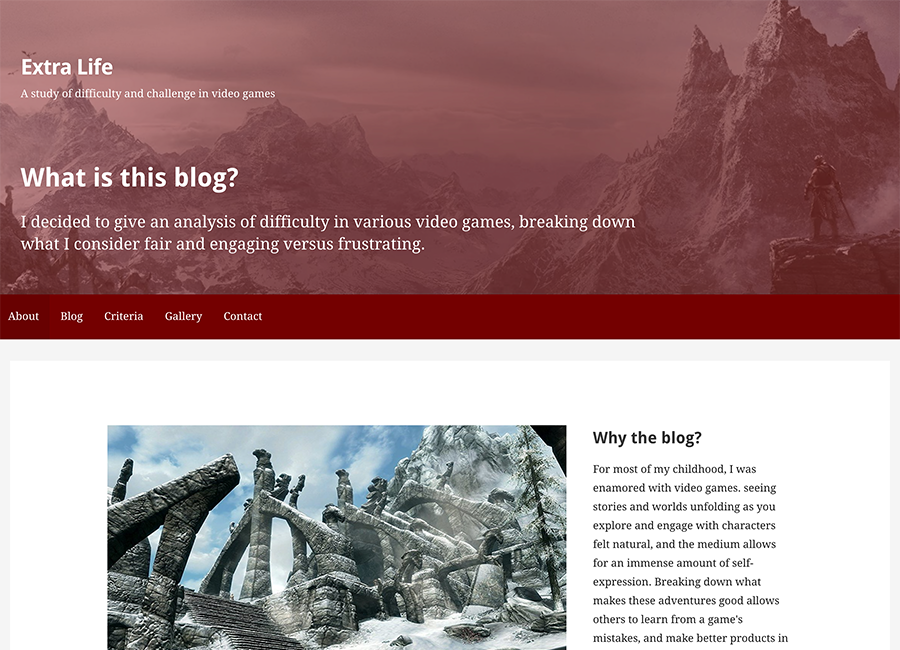 Extra Life
A study of difficulty and challenge in video games
What is this blog?
I decided to give an analysis of difficulty in various video games, breaking down
what I consider fair and engaging versus frustrating.
About Blog Criteria Gallery Contact
Why the blog?
For most of my childhood, I was
enamored with video games. seeing
stories and worlds unfolding as you
explore and engage with characters
felt natural, and the medium allows
for an immense amount of self-
expression. Breaking down what
makes these adventures good allows
others to learn from a game's
mistakes, and make better products in